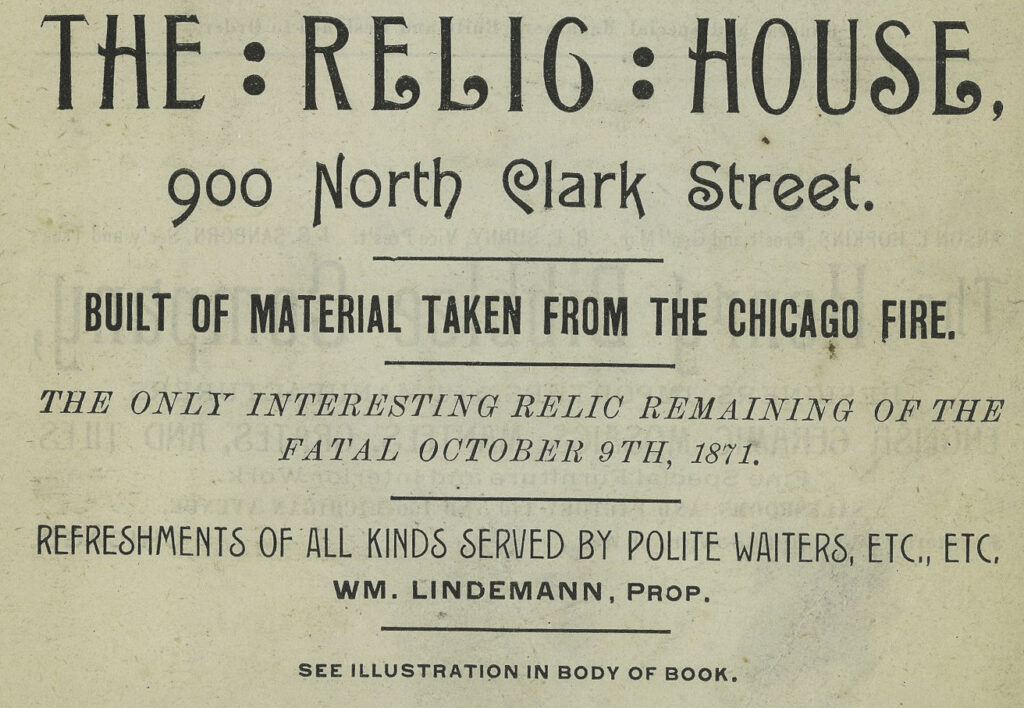 THE : RELIC : HOUSE,
900 North Clark Street.
BUILT OF MATERIAL TAKEN FROM THE CHICAGO FIRE.
THE ONLY INTERESTING RELIC REMAINING OF THE
FATAL OCTOBER 9TH, 1871.
REFRESHMENTS OF ALL KINDS SERVED BY POLITE WAITERS, ETC., ETC.
WM. LINDEMANN, PROP.
SEE ILLUSTRATION IN BODY OF BOOK.